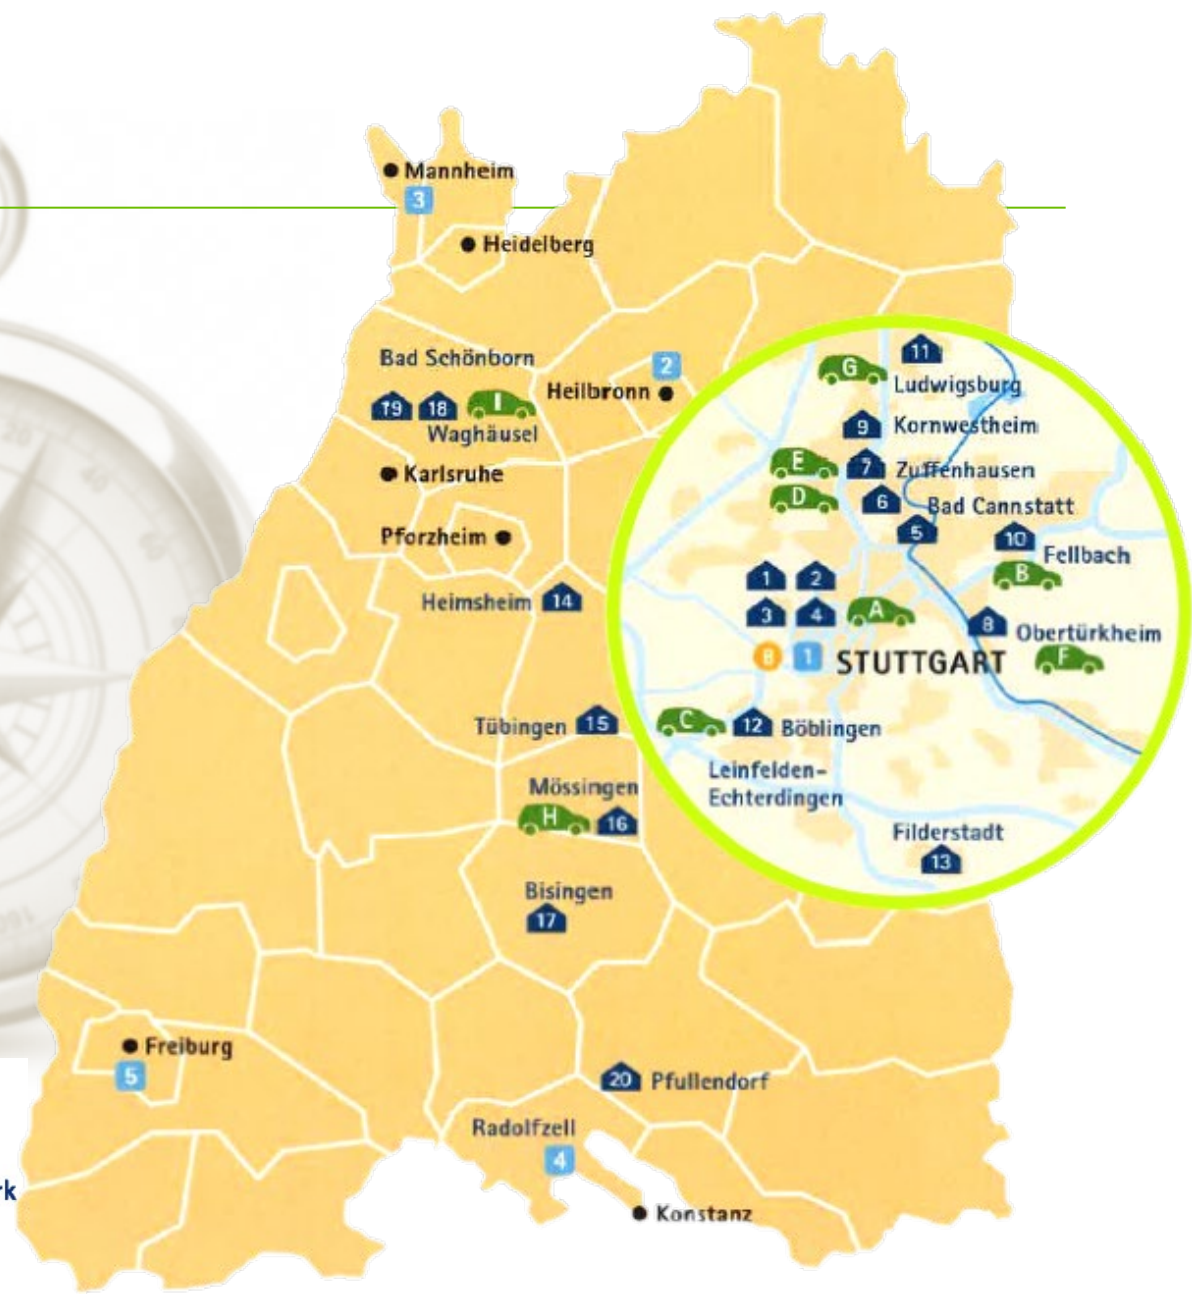 Mannheim
3
Heidelberg
Bad Schönborn
19 18 I
Waghäusel
2
Heilbronn
Karlsruhe
Pforzheim
Heimsheim 14
Tübingen 15
Mössingen
H 16
Bisingen
17
Freiburg
5
20 Pfullendorf
Radolfzell
4
Konstanz
rk
11
G
Ludwigsburg
9 Kornwestheim
E 7 Zuffenhausen
D 6
Bad Cannstatt
5
10
Fellbach
B
1 2
3 4 A
8
Obertürkheim
F
B 1 STUTTGART
C 12 Böblingen
Leinfelden-
Echterdingen
Filderstadt
13